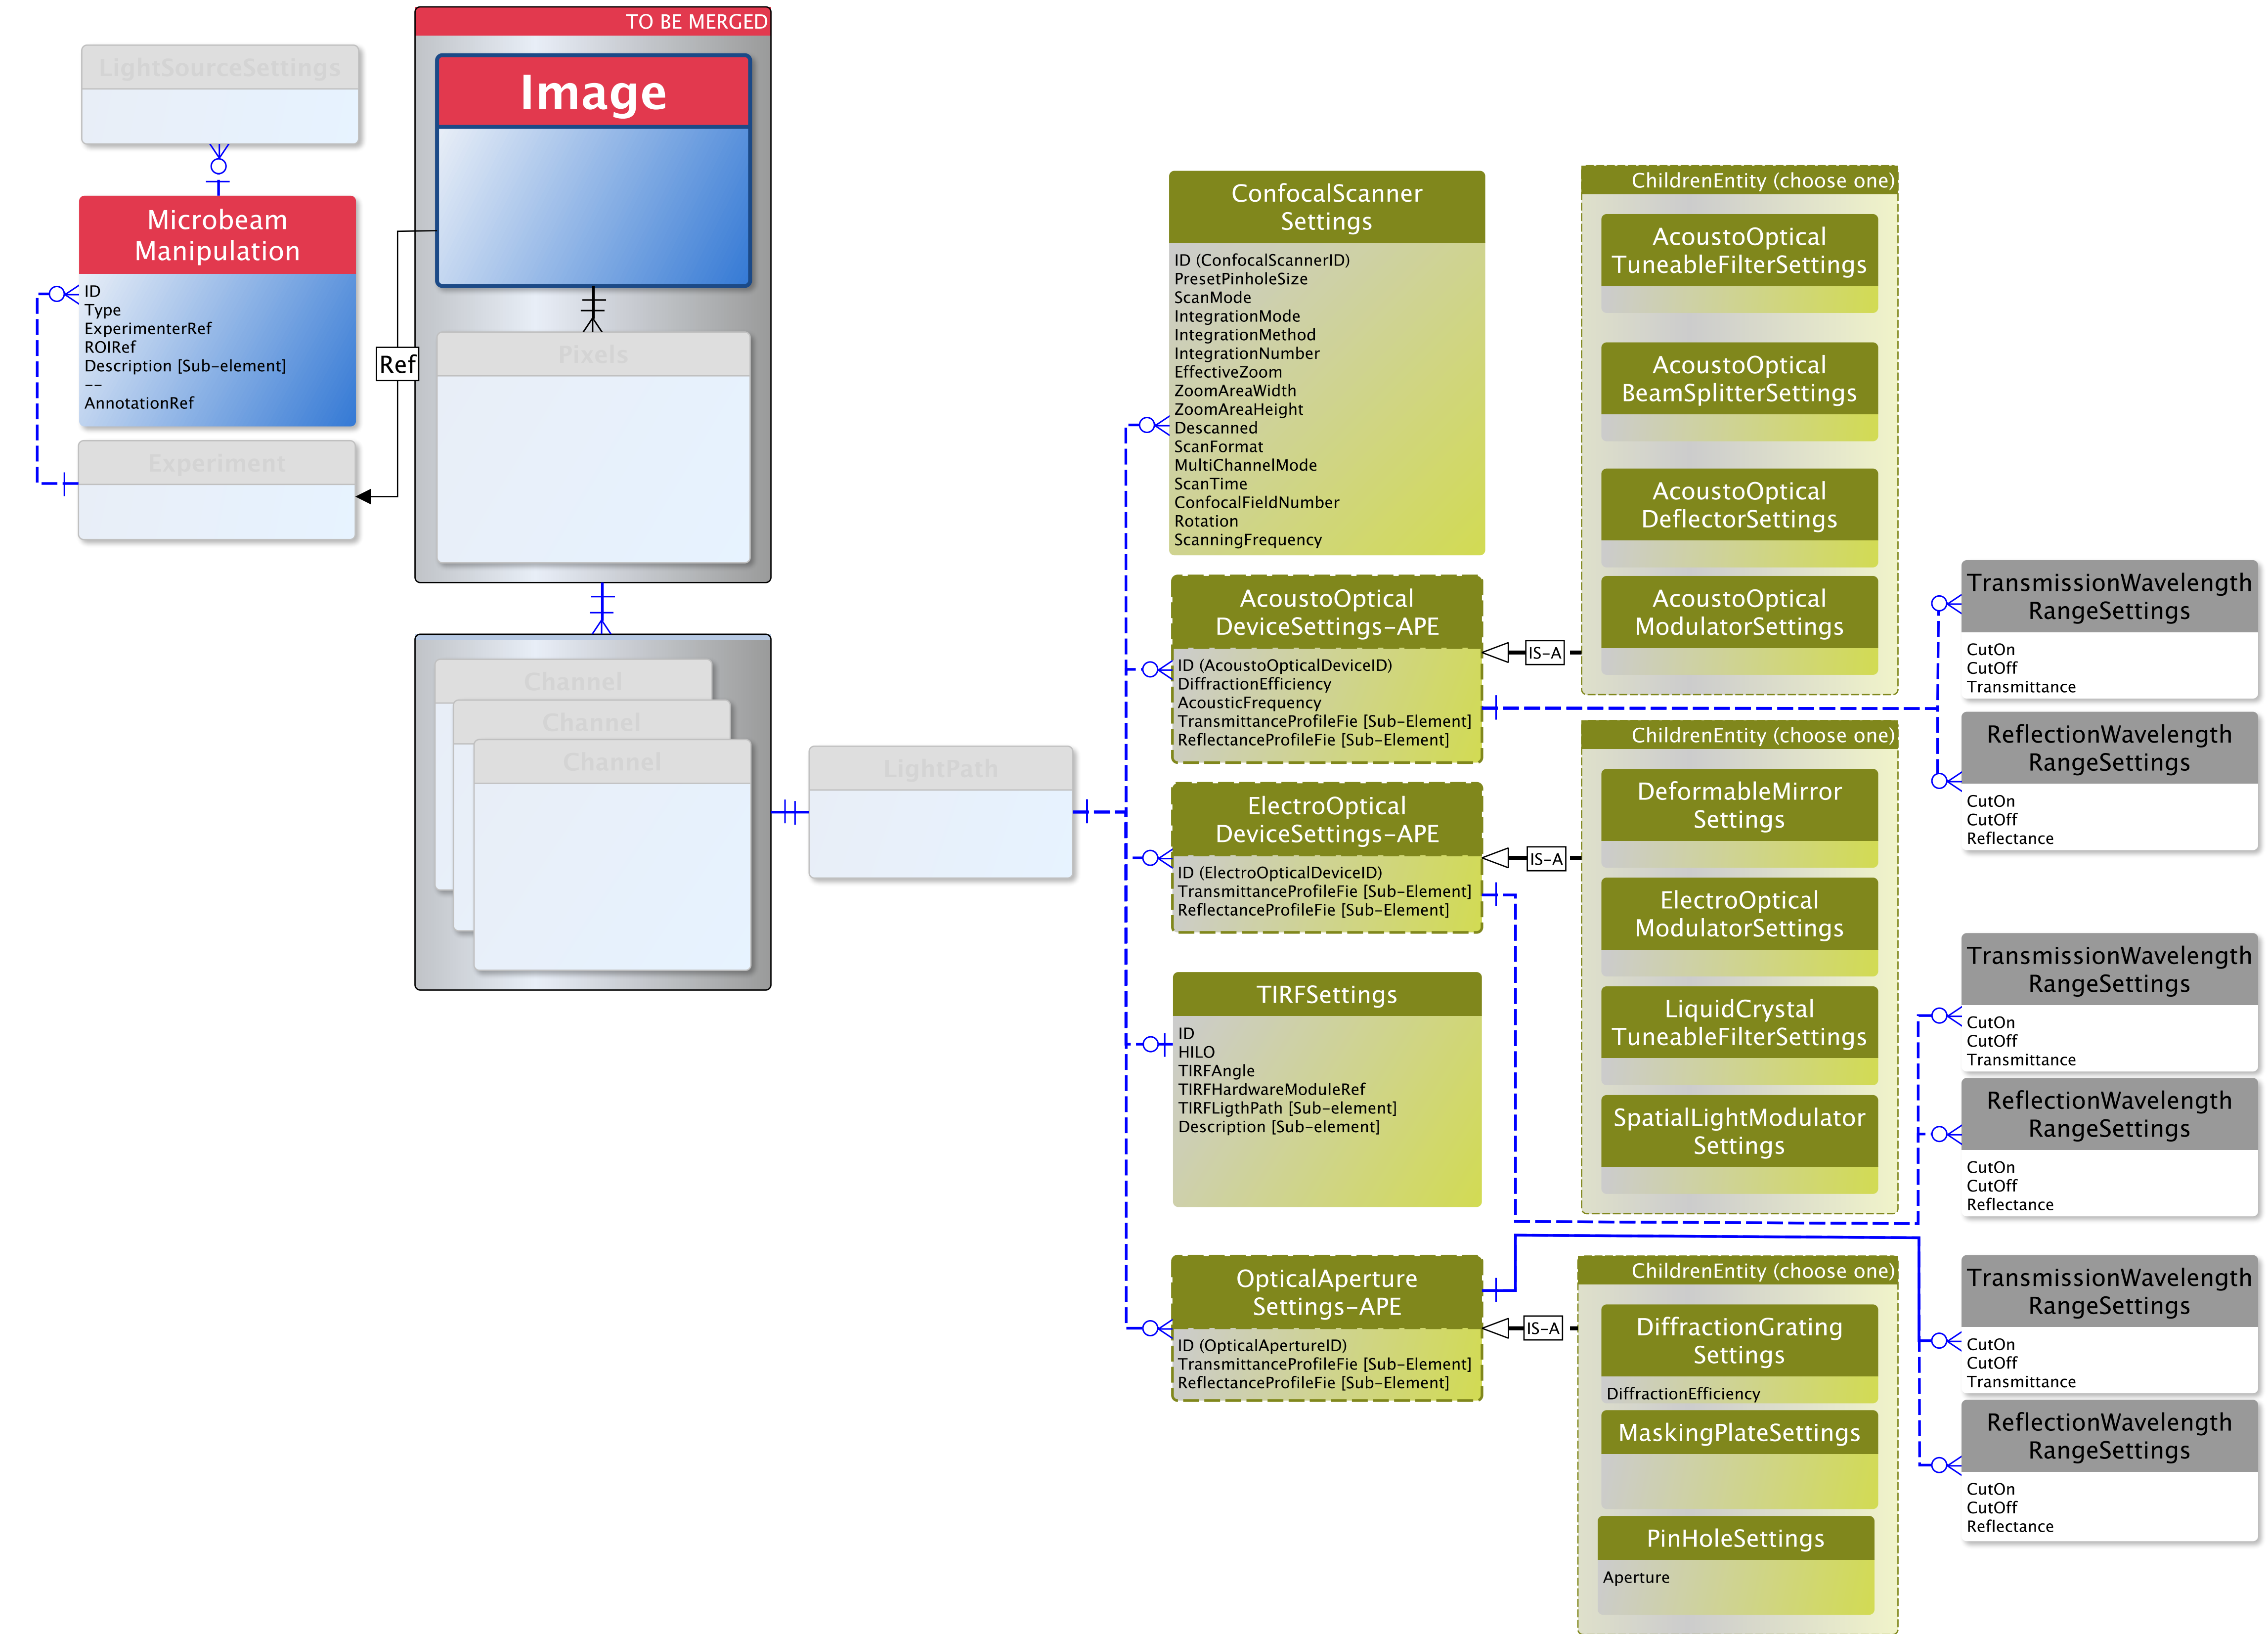 TO BE MERGED
LightSourceSettings
Image
Microbeam
Manipulation
ID
Type
ExperimenterRef
ROIRef
Description [Sub-element]
--
AnnotationRef
Ref
Experiment
Pixels
Channel
Channel
Channel
LightPath
ConfocalScanner
Settings
ID (ConfocalScannerID)
PresetPinholeSize
ScanMode
IntegrationMode
IntegrationMethod
IntegrationNumber
EffectiveZoom
ZoomAreaWidth
ZoomAreaHeight
Descanned
ScanFormat
MultiChannelMode
ScanTime
ConfocalFieldNumber
Rotation
ScanningFrequency
AcoustoOptical
DeviceSettings-APE
ID (AcoustoOpticalDeviceID)
DiffractionEfficiency
AcousticFrequency
TransmittanceProfileFie [Sub-Element]
ReflectanceProfileFie [Sub-Element]
IS-A
ElectroOptical
DeviceSettings-APE
ID (ElectroOpticalDeviceID)
TransmittanceProfileFie [Sub-Element]
ReflectanceProfileFie [Sub-Element]
IS-A
TIRFSettings
ID
HILO
TIRFAngle
TIRFHardwareModuleRef
TIRFLigthPath [Sub-element]
Description [Sub-element]
OpticalAperture
Settings-APE
ID (OpticalApertureID)
TransmittanceProfileFie [Sub-Element]
ReflectanceProfileFie [Sub-Element]
IS-A
ChildrenEntity (choose one)
AcoustoOptical
TuneableFilterSettings
AcoustoOptical
BeamSplitterSettings
AcoustoOptical
DeflectorSettings
AcoustoOptical
ModulatorSettings
ChildrenEntity (choose one)
DeformableMirror
Settings
ElectroOptical
ModulatorSettings
LiquidCrystal
TuneableFilterSettings
SpatialLightModulator
Settings
ChildrenEntity (choose one)
DiffractionGrating
Settings
DiffractionEfficiency
MaskingPlateSettings
PinHoleSettings
Aperture
TransmissionWavelength
RangeSettings
CutOn
CutOff
Transmittance
ReflectionWavelength
RangeSettings
CutOn
CutOff
Reflectance
TransmissionWavelength
RangeSettings
CutOn
CutOff
Transmittance
ReflectionWavelength
RangeSettings
CutOn
CutOff
Reflectance
TransmissionWavelength
RangeSettings
CutOn
CutOff
Transmittance
ReflectionWavelength
RangeSettings
CutOn
CutOff
Reflectance